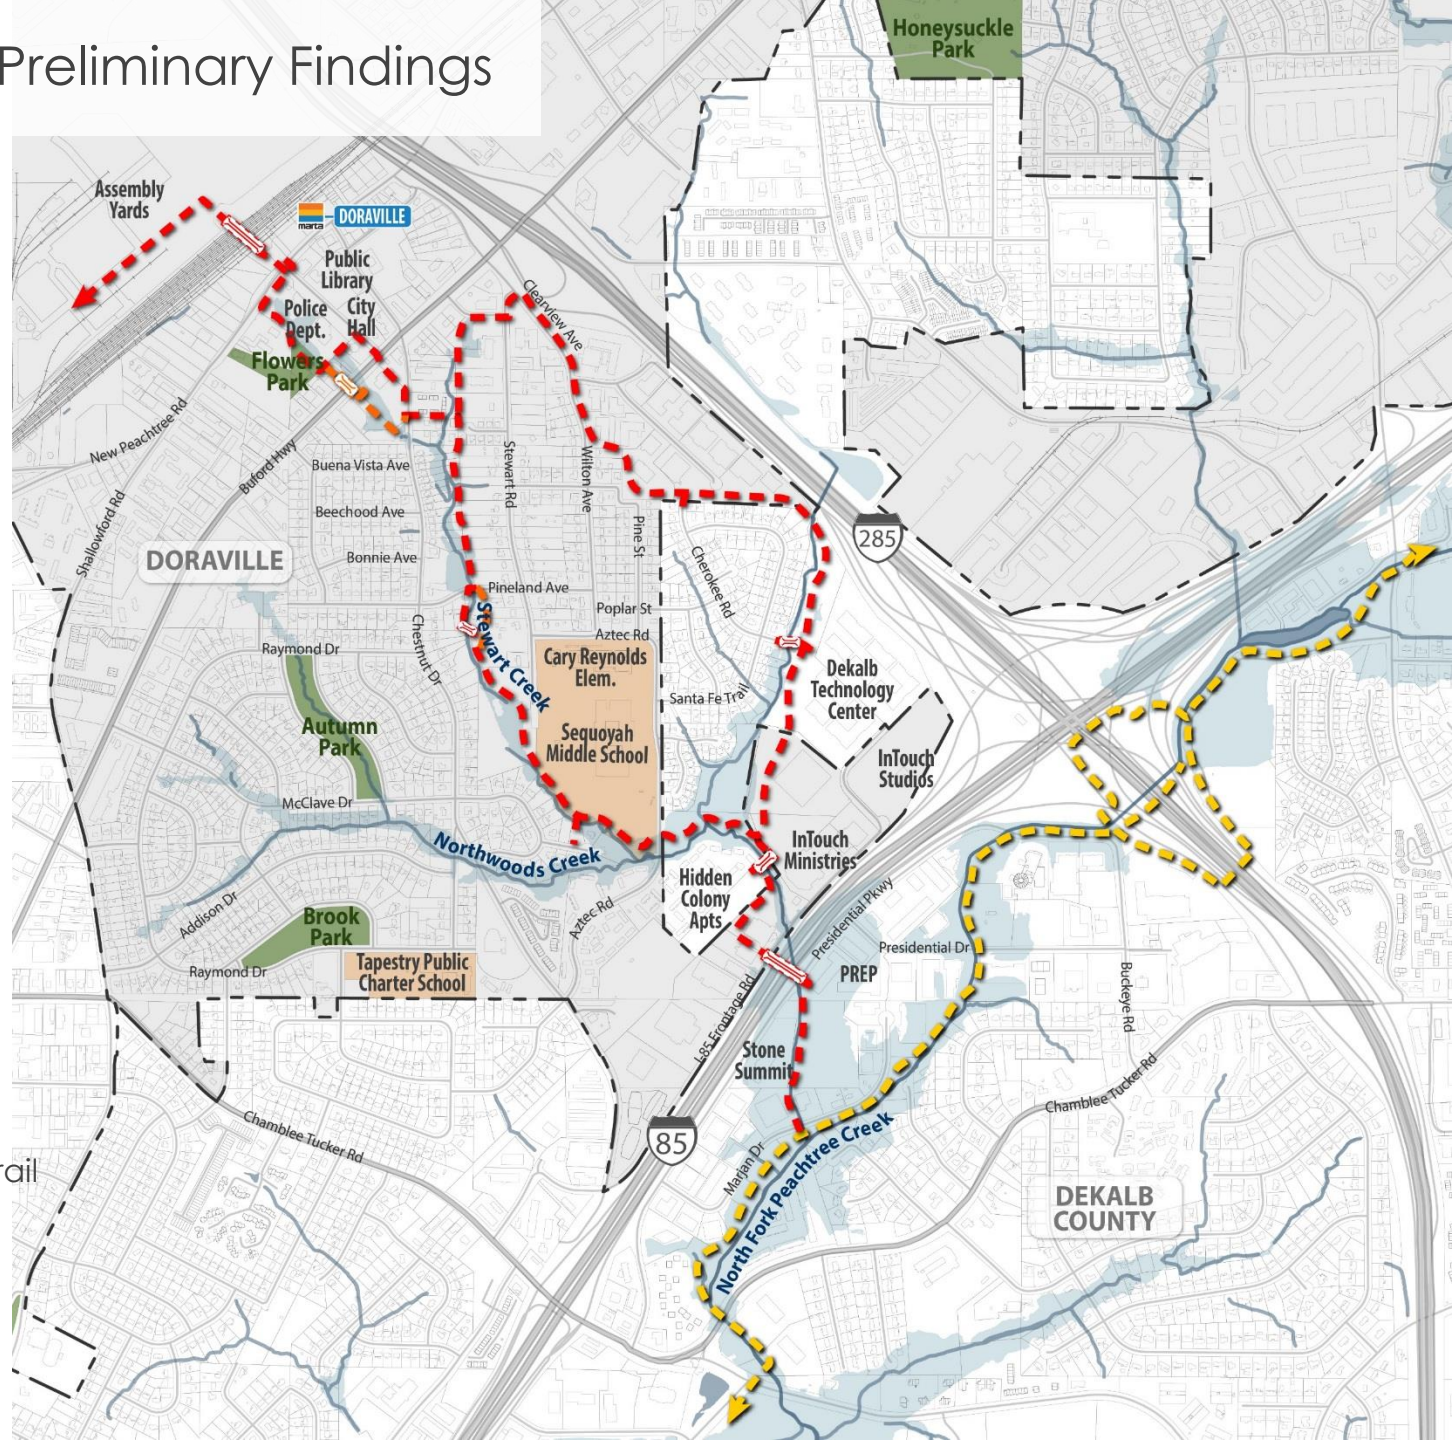 Preliminary Findings
Honeysuckle
Park
Assembly
Yards
marta
DORAVILLE
Public
Library
Police
Dept.
City
Hall
Flowers
Park
Clearview Ave
New Peachtree Rd
Buford Hwy
Shallowford Rd
Buena Vista Ave
Beechood Ave
Bonnie Ave
Stewart Rd
Wilton Ave
Pine St
285
DORAVILLE
Cherokee Rd
Pineland Ave
Poplar St
Aztec Rd
Chestnut Dr
Stewart Creek
Raymond Dr
Cary Reynolds
Elem.
Sequoyah
Middle School
Santa Fe Trail
Dekalb
Technology
Center
InTouch
Studios
Autumn
Park
McClave Dr
Northwoods Creek
InTouch
Ministries
Hidden
Colony
Apts
Addison Dr
Brook
Park
Aztec Rd
Presidential Pkwy
Presidential Dr
PREP
Raymond Dr
Tapestry Public
Charter School
Buckeye Rd
I-85 Frontage Rd
Stone
Summit
Chamblee Tucker Rd
Chamblee Tucker Rd
85
Marjan Dr
North Fork Peachtree Creek
rail
DEKALB
COUNTY